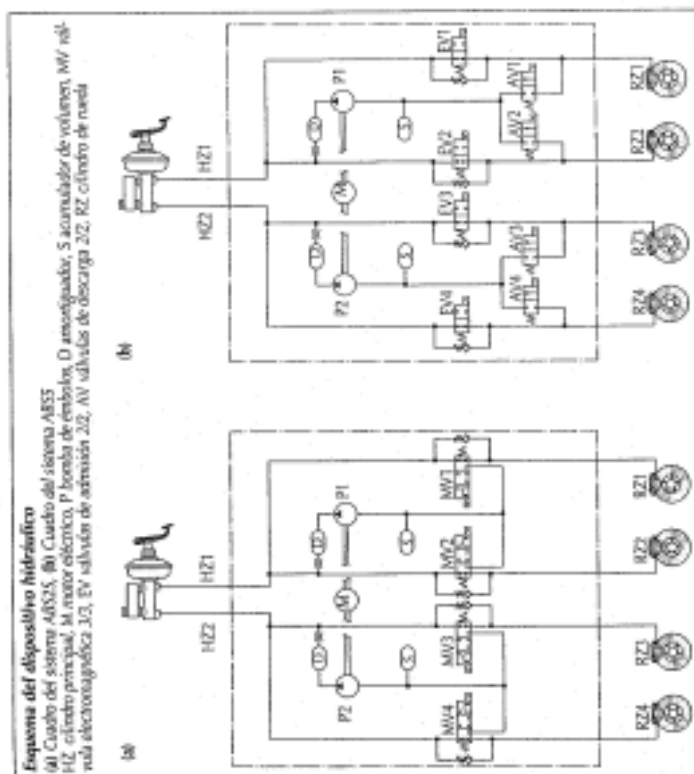 Esquema del dispositivo hidráulico
(a) Cuadro del sistema ABS2S, (b) Cuadro del sistema ABS5
HZ cilindro principal, M motor eléctrico, P bomba de émbolos, D amortiguador, S acumulador de volumen, MV vál-
vula electromagnética 3/3, EV válvulas de admisión 2/2, AV válvulas de descarga 2/2, RZ cilindro de rueda
(a)
HZ2
HZ1
D
D
P2
M
P1
S
S
MV4
MV3
MV2
MV1
RZ4
RZ3
RZ2
RZ1
(b)
HZ2
HZ1
D
D
P2
M
P1
S
S
EV4
EV3
EV2
EV1
AV4
AV3
AV2
AV1
RZ4
RZ3
RZ2
RZ1